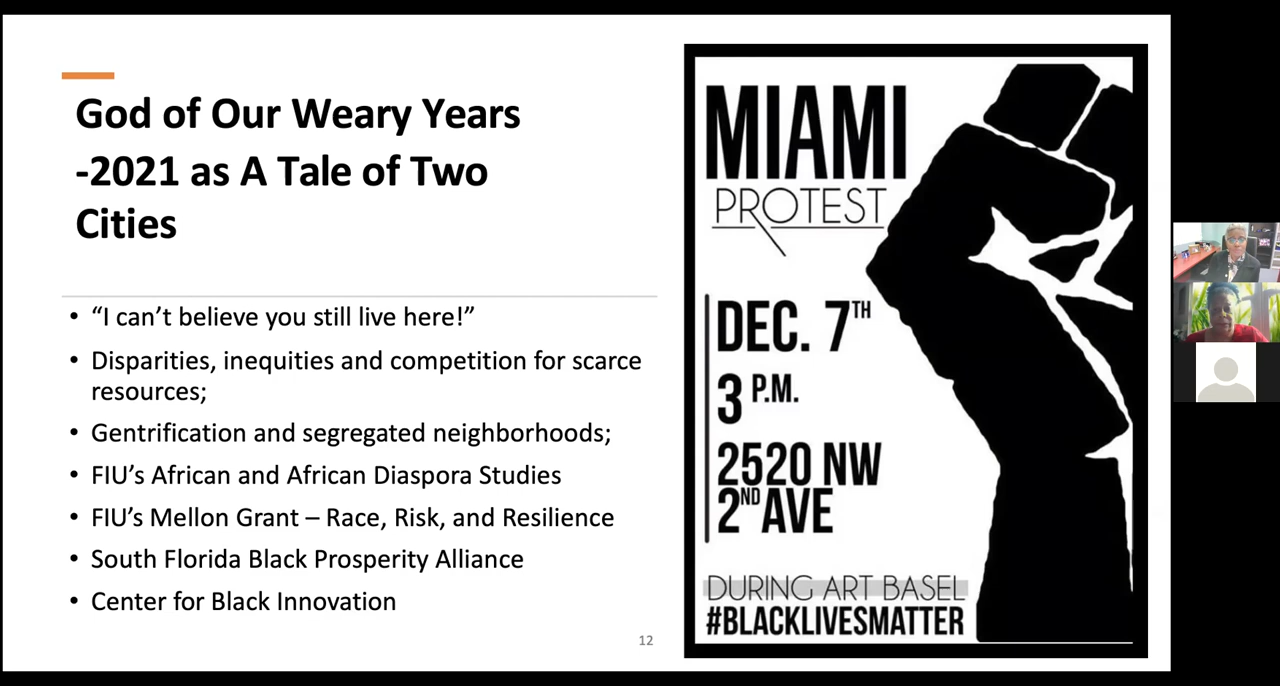 God of Our Weary Years
-2021 as A Tale of Two
Cities
• “I can’t believe you still live here!”
• Disparities, inequities and competition for scarce
resources;
• Gentrification and segregated neighborhoods;
• FIU’s African and African Diaspora Studies
• FIU’s Mellon Grant – Race, Risk, and Resilience
• South Florida Black Prosperity Alliance
• Center for Black Innovation
12
MIAMI
PROTEST
DEC. 7TH
3 P.M.
2520 NW
2ND AVE
DURING ART BASEL
#BLACKLIVESMATTER